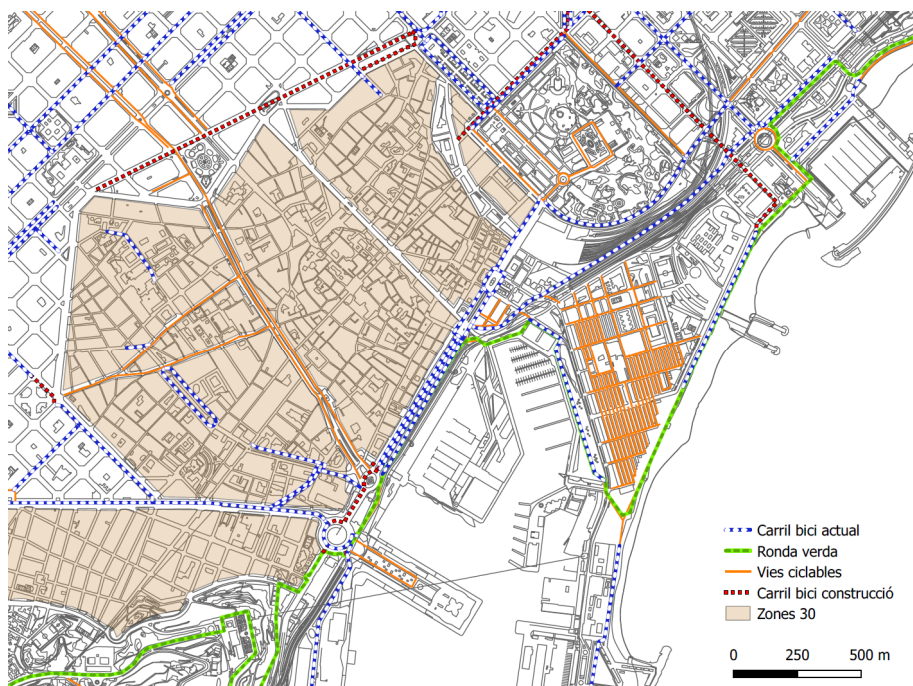 Carril bici actual
Ronda verda
Vies ciclables
Carril bici construcció
Zones 30
0 250 500 m